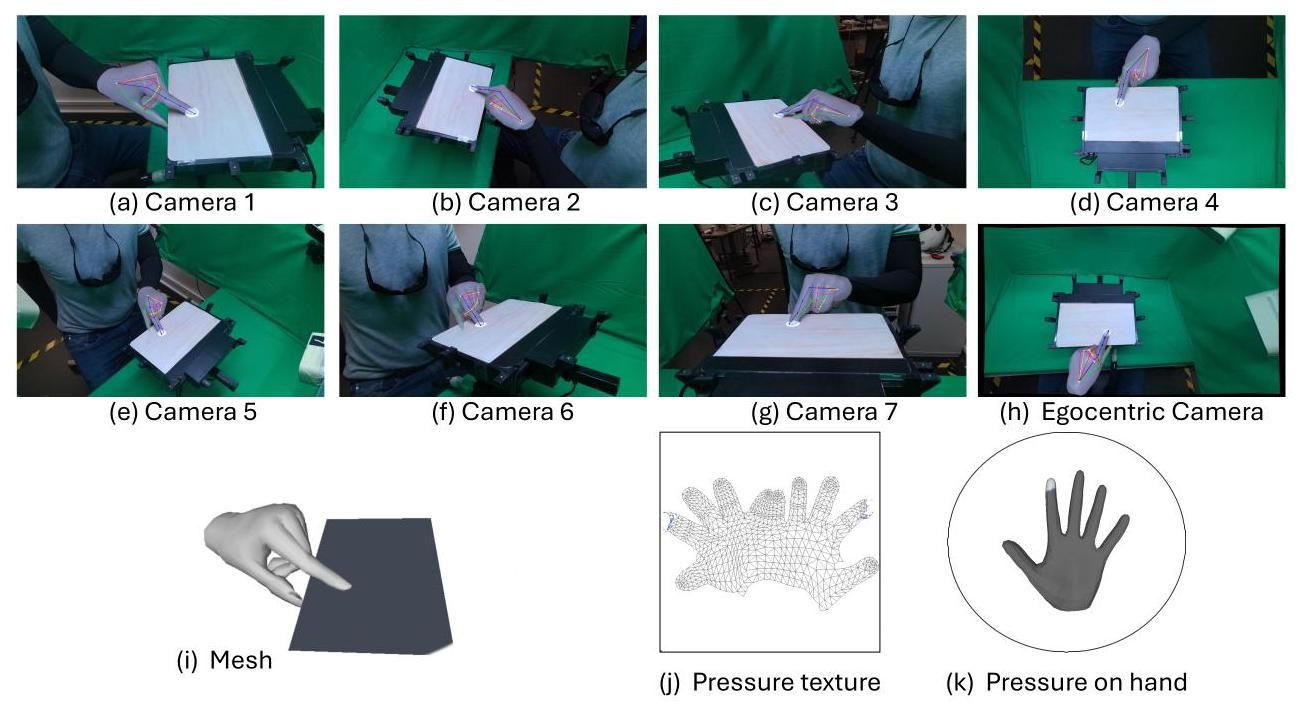 (a) Camera 1
(b) Camera 2
(c) Camera 3
(d) Camera 4
(e) Camera 5
(f) Camera 6
(g) Camera 7
(h) Egocentric Camera
(i) Mesh
(j) Pressure texture
(k) Pressure on hand